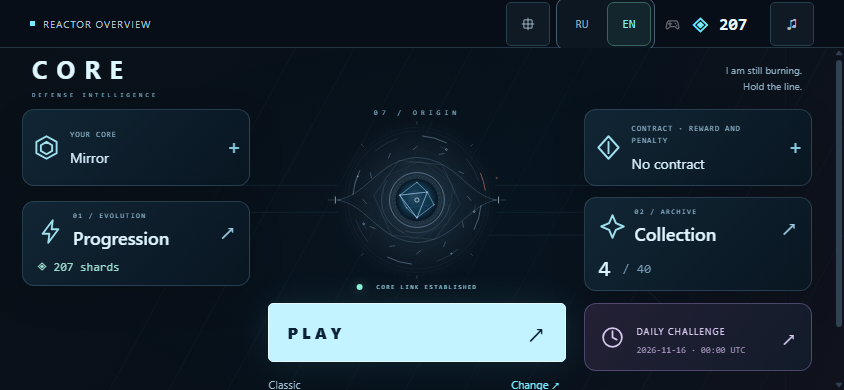 REACTOR OVERVIEW
RU
EN
207
CORE
DEFENSE INTELLIGENCE
I am still burning.
Hold the line.
YOUR CORE
Mirror
+
01 / EVOLUTION
Progression
↗
207 shards
07 / ORIGIN
CORE LINK ESTABLISHED
PLAY
↗
Classic
Change ↗
CONTRACT · REWARD AND
PENALTY
No contract
+
02 / ARCHIVE
Collection
↗
4 / 40
DAILY CHALLENGE
2026-11-16 · 00:00 UTC
↗